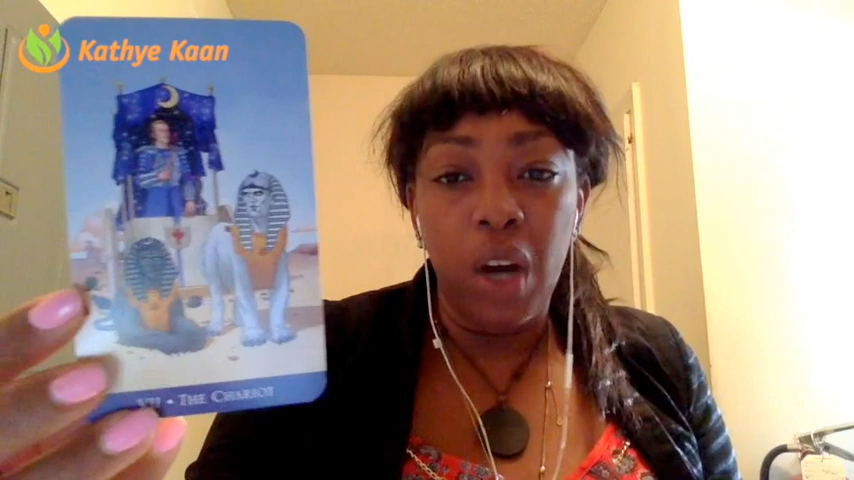 Kathye Kaan
VII • THE CHARIOT